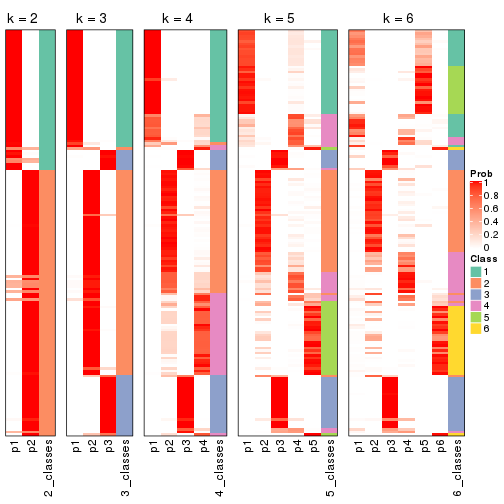 k = 2
k = 3
k = 4
k = 5
k = 6
p1
p2
2_classes
p1
p2
p3
3_classes
p1
p2
p3
p4
4_classes
p1
p2
p3
p4
p5
5_classes
p1
p2
p3
p4
p5
p6
6_classes
Prob
1
0.8
0.6
0.4
0.2
0
Class
1
2
3
4
5
6